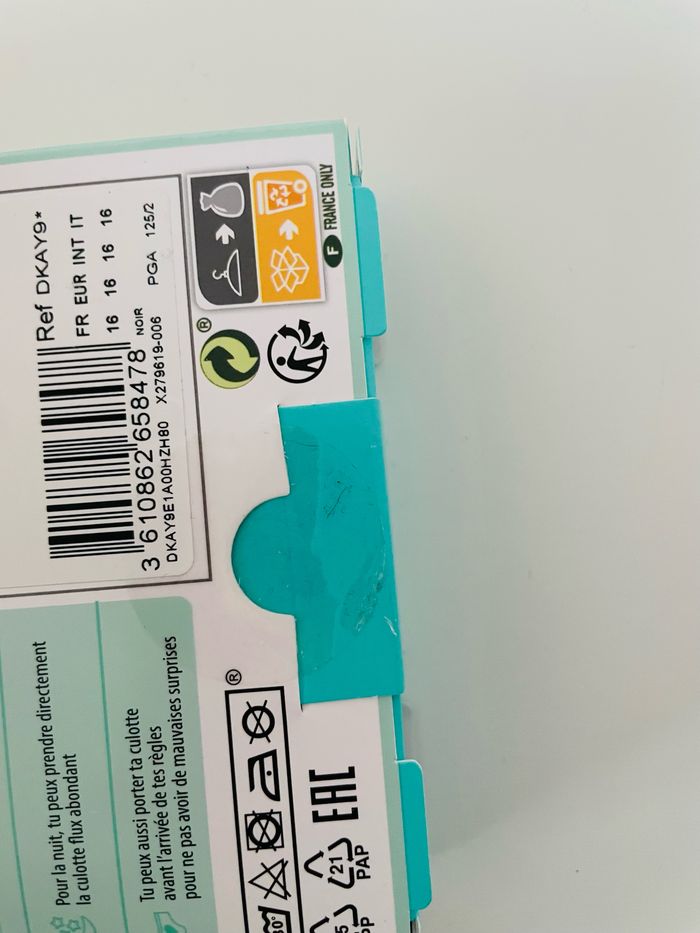 Ref DKAY9*
FR EUR INT IT
16 16 16 16
3 610862 658478
NOIR
PGA 125/2
DKAY9E1A00HZH80 X279619-006
F FRANCE ONLY
®
Pour la nuit, tu peux prendre directement
la culotte flux abondant
Tu peux aussi porter ta culotte
avant l'arrivée de tes règles
pour ne pas avoir de mauvaises surprises
®
30°
EAC
21
PAP
5